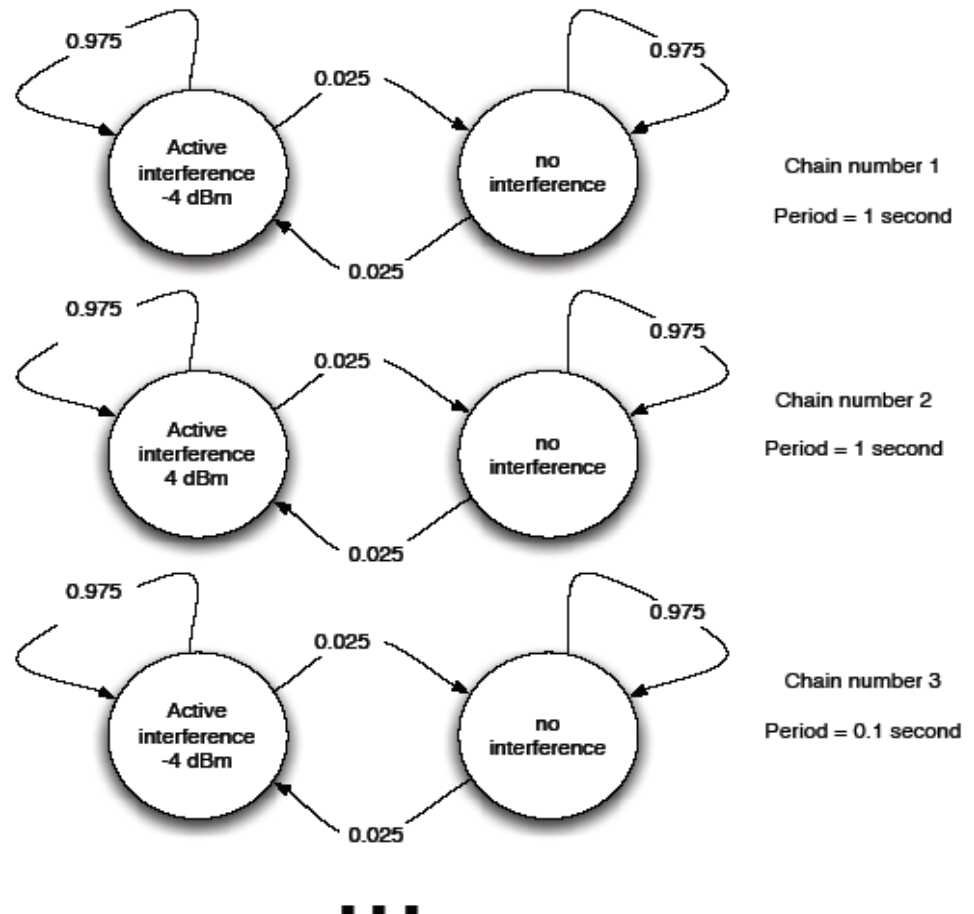 0.975
0.025
0.975
Active
interference
-4 dBm
no
interference
Chain number 1
Period = 1 second
0.025
0.975
0.025
0.975
Active
interference
4 dBm
no
interference
Chain number 2
Period = 1 second
0.025
0.975
0.025
0.975
Active
interference
-4 dBm
no
interference
Chain number 3
Period = 0.1 second
0.025
...